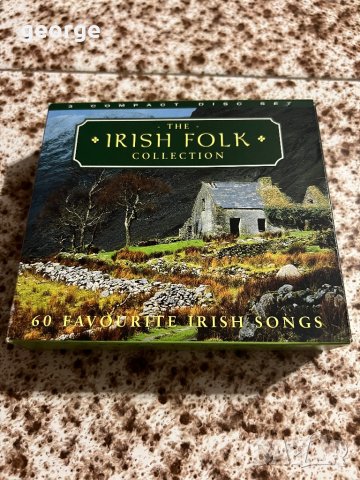 george
3 COMPACT DISC SET
· THE ·
IRISH FOLK
COLLECTION
60 FAVOURITE IRISH SONGS